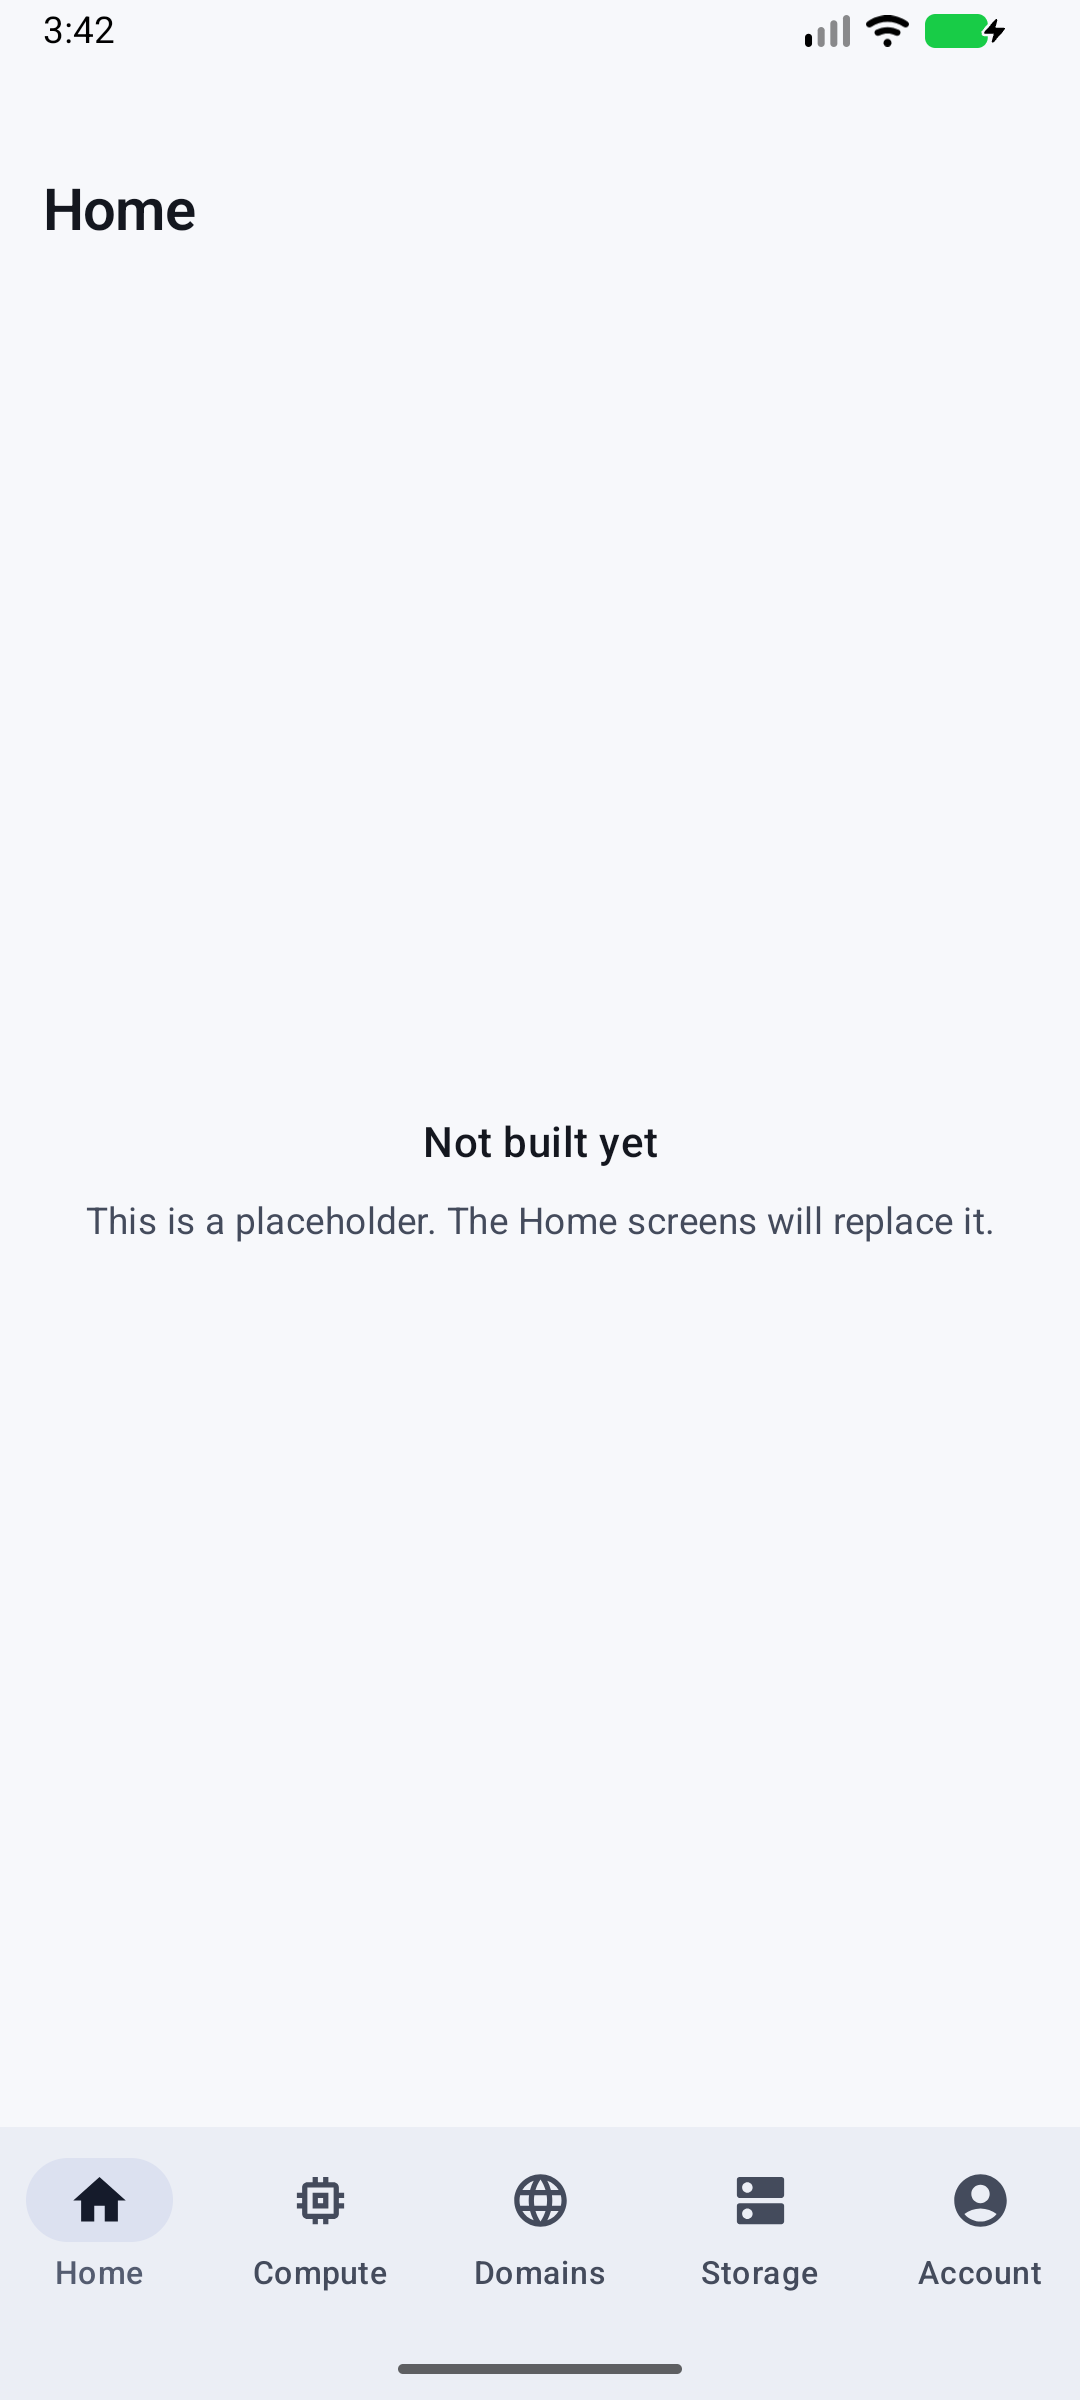 3:42
Home
Not built yet
This is a placeholder. The Home screens will replace it.
Home
Compute
Domains
Storage
Account